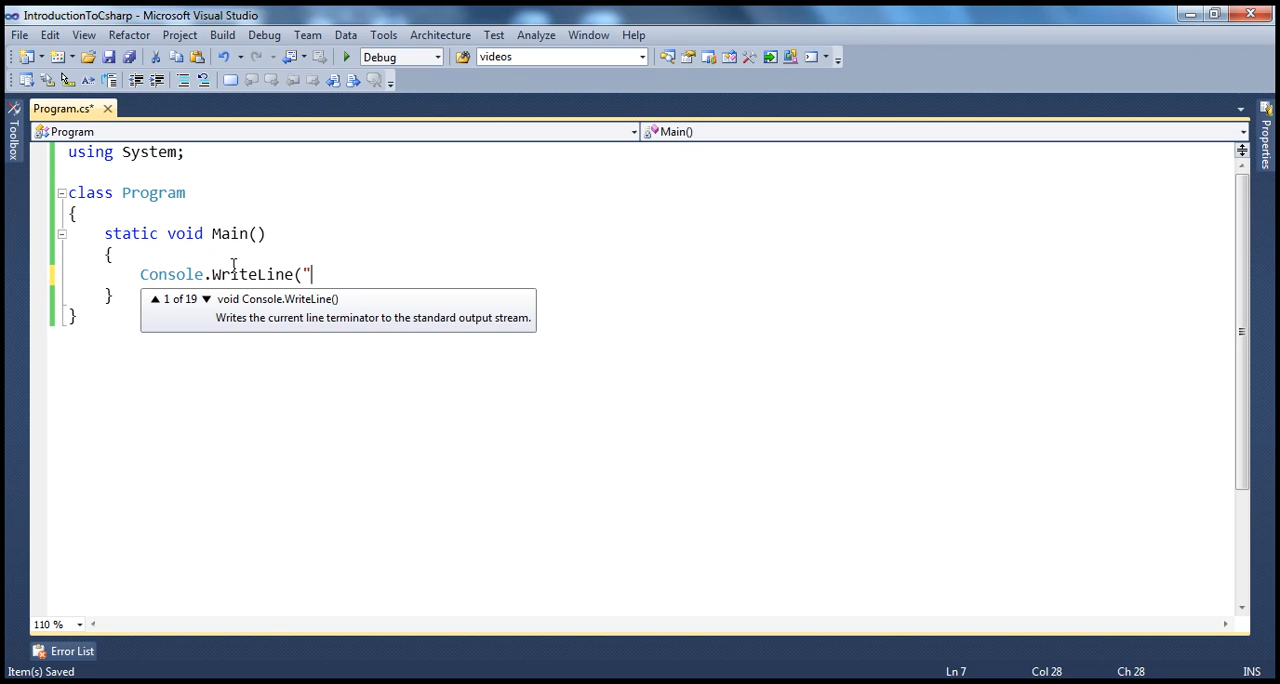 IntroductionToCsharp - Microsoft Visual Studio
File Edit View Refactor Project Build Debug Team Data Tools Architecture Test Analyze Window Help
Debug videos
Program.cs*
Program Main()
Toolbox
Properties
using System;
class Program
{
static void Main()
{
Console.WriteLine("
}
1 of 19 void Console.WriteLine()
Writes the current line terminator to the standard output stream.
}
110 %
Error List
Item(s) Saved Ln 7 Col 28 Ch 28 INS